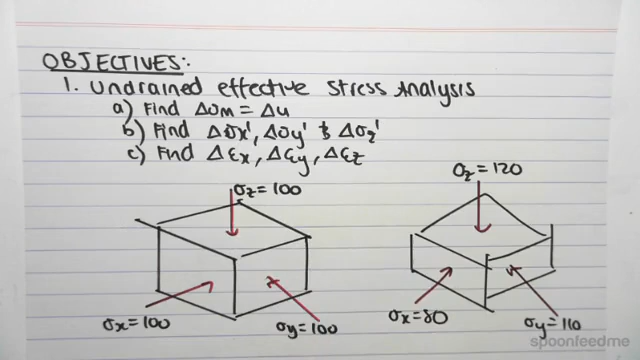 OBJECTIVES:
1. Undrained effective Stress Analysis
a) Find Δσm = Δu
b) Find Δσx', Δσy' & Δσz'
c) Find Δεx, Δεy, Δεz
σz = 100
σx = 100
σy = 100
σz = 120
σx = 80
σy = 110
spoonfeedme